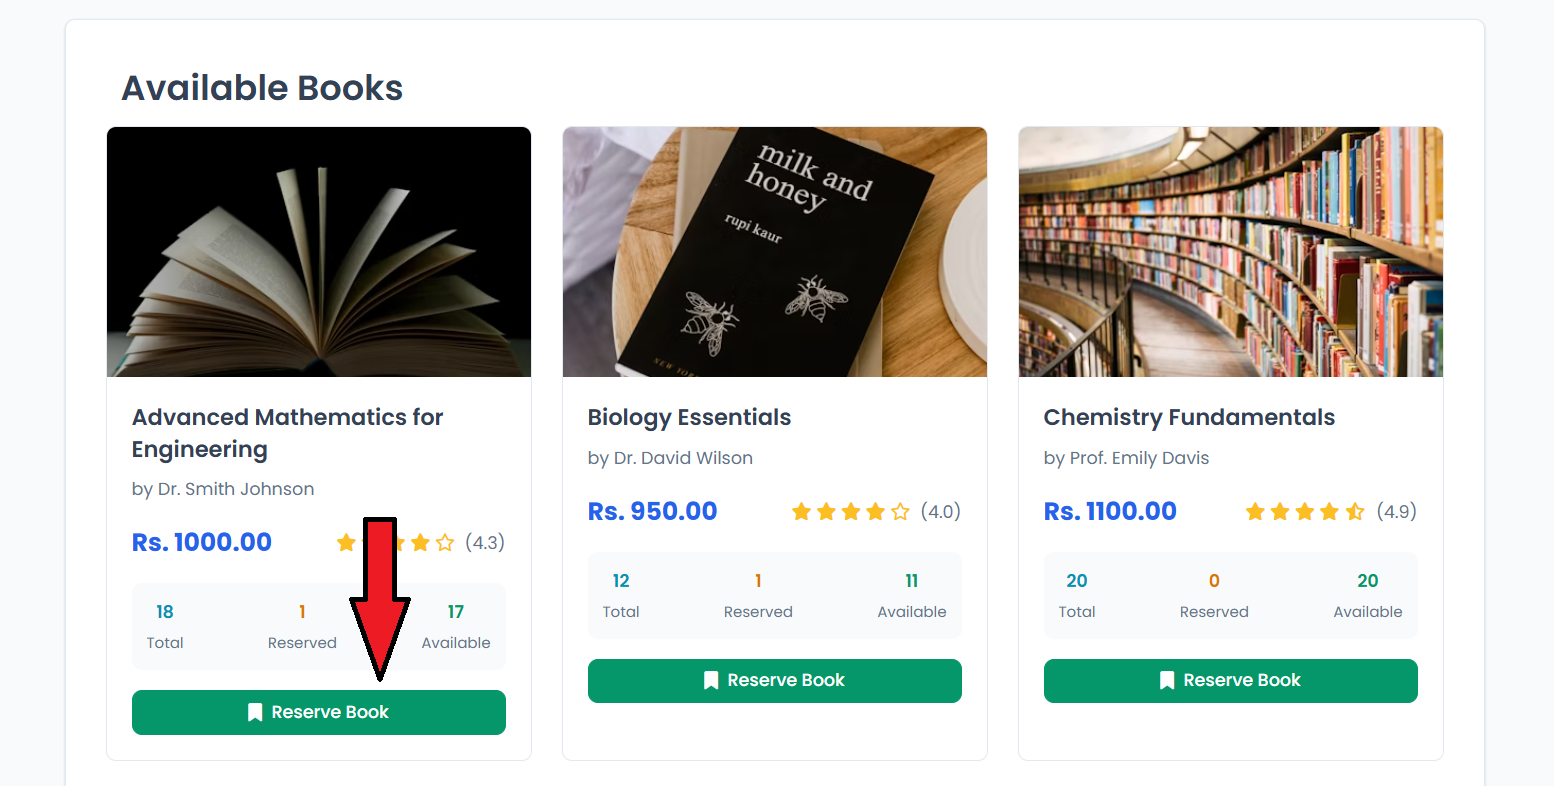 Available Books
milk and
honey
rupi kaur
Advanced Mathematics for
Engineering
by Dr. Smith Johnson
Rs. 1000.00
(4.3)
18
1
17
Total
Reserved
Available
Reserve Book
Biology Essentials
by Dr. David Wilson
Rs. 950.00
(4.0)
12
1
11
Total
Reserved
Available
Reserve Book
Chemistry Fundamentals
by Prof. Emily Davis
Rs. 1100.00
(4.9)
20
0
20
Total
Reserved
Available
Reserve Book